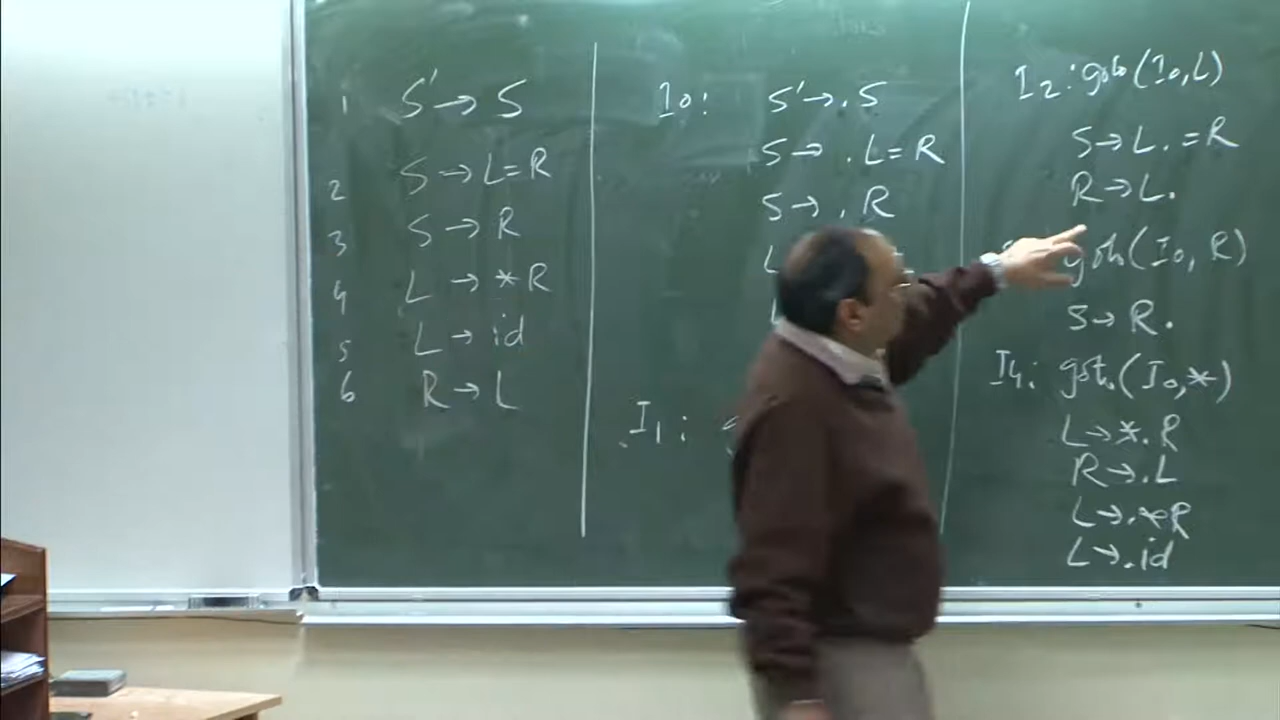 1 S' → S
2 S → L = R
3 S → R
4 L → * R
5 L → id
6 R → L
I0: S' → . S
S → . L = R
S → . R
L
I1:
I2: goto(I0, L)
S → L . = R
R → L .
goto(I0, R)
S → R .
I4: goto(I0, *)
L → * . R
R → . L
L → . * R
L → . id